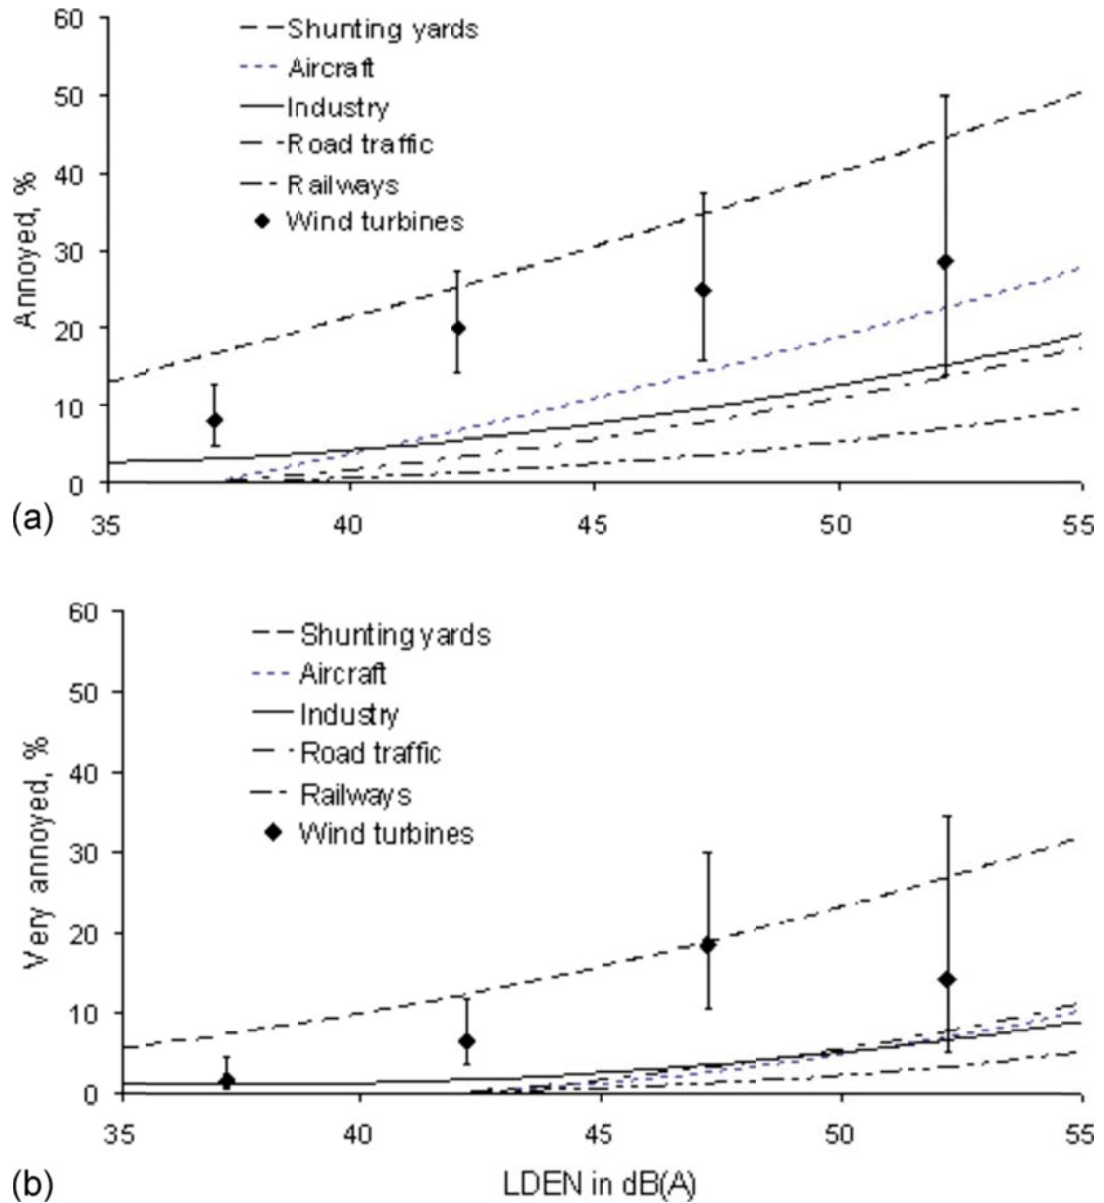 60
50
40
30
20
10
0
Annoyed, %
Shunting yards
Aircraft
Industry
Road traffic
Railways
Wind turbines
(a)
35 40 45 50 55
60
50
40
30
20
10
0
Very annoyed, %
Shunting yards
Aircraft
Industry
Road traffic
Railways
Wind turbines
35 40 45 50 55
(b)
LDEN in dB(A)